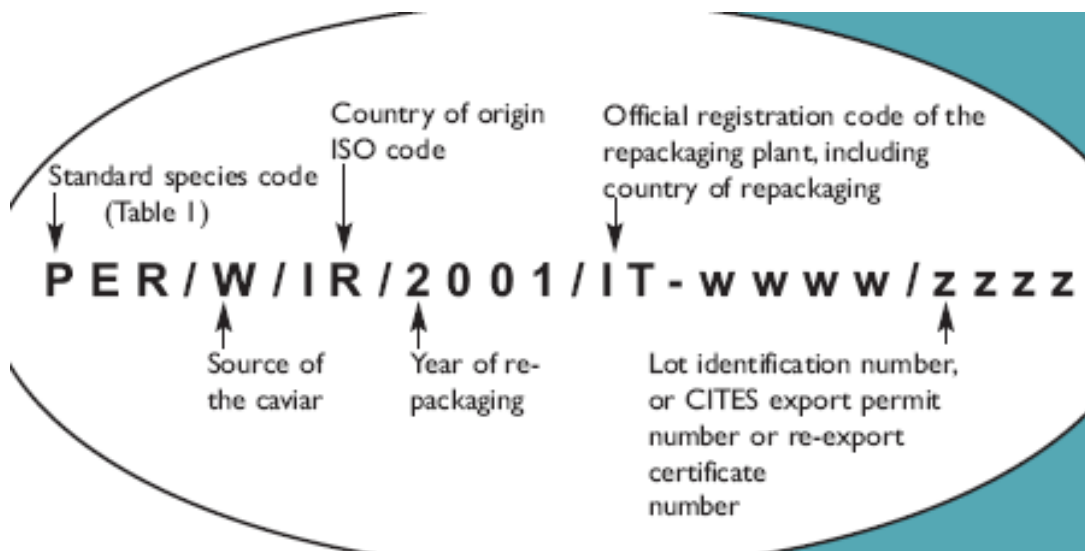 Country of origin
ISO code
Official registration code of the
repackaging plant, including
country of repackaging
Standard species code
(Table 1)
PER/W/IR/2001/IT-wwww/zzzz
Source of
the caviar
Year of re-
packaging
Lot identification number,
or CITES export permit
number or re-export
certificate
number